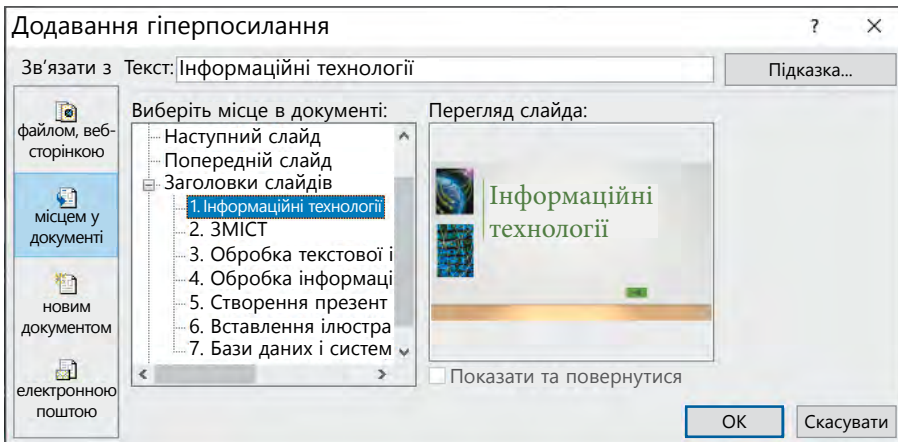 Додавання гіперпосилання
?
Зв’язати з
Текст:
Інформаційні технології
Підказка...
файлом, веб-
сторінкою
місцем у
документі
новим
документом
електронною
поштою
Виберіть місце в документі:
Наступний слайд
Попередній слайд
Заголовки слайдів
1. Інформаційні технології
2. ЗМІСТ
3. Обробка текстової і
4. Обробка інформаці
5. Створення презент
6. Вставлення ілюстра
7. Бази даних і систем
Перегляд слайда:
Інформаційні
технології
Показати та повернутися
ОК
Скасувати